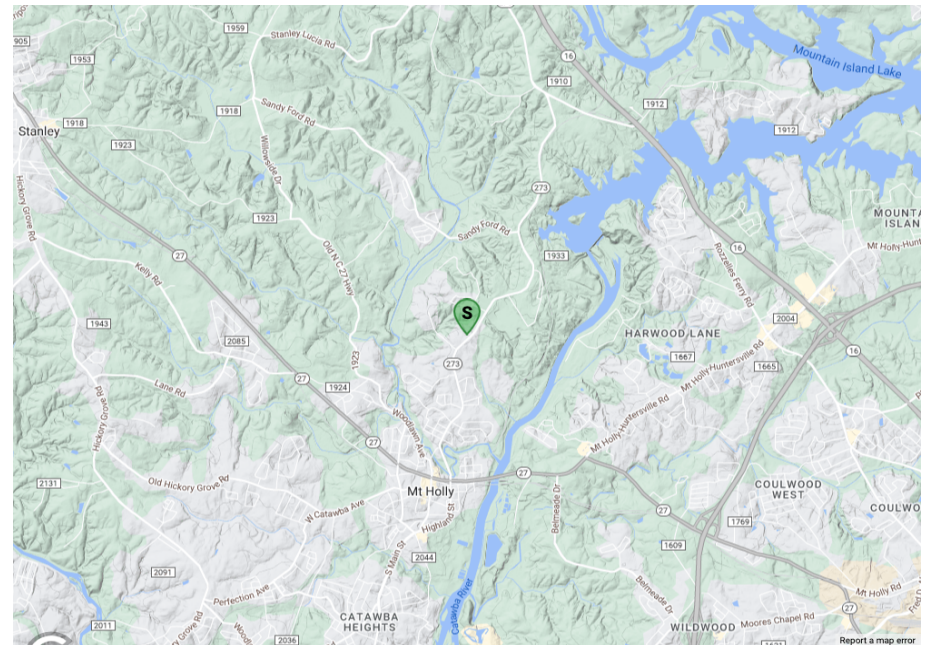 1959
Stanley Lucia Rd
905
1953
16
Mountain Island Lake
1910
1918
Sandy Ford Rd
1912
Stanley
1918
1912
1923
Willowside Dr
273
Hickory Grove Rd
1923
Sandy Ford Rd
MOUNTA
ISLAN
Old N C 27 Hwy
16
Mt Holly-Hunt
27
1933
Kelly Rd
Rozzelles Ferry Rd
S
1943
2004
HARWOOD LANE
2085
1923
273
1667
Mt Holly-Huntersville Rd
16
1665
27
1924
Lane Rd
Hickory Grove Rd
Woodlawn Ave.
27
Mt Holly-Huntersville Rd
27
2131
Old Hickory Grove Rd
Mt Holly
COULWOOD
WEST
W Catawba Ave
Highland St
Belmeade Dr
27
COULWO
1769
S Main St
2044
1609
2091
Perfection Ave
Catawba River
Belmeade Dr
Mt Holly Rd
27
Fred D
2011
CATAWBA
HEIGHTS
WILDWOOD
Moores Chapel Rd
2036
Report a map error